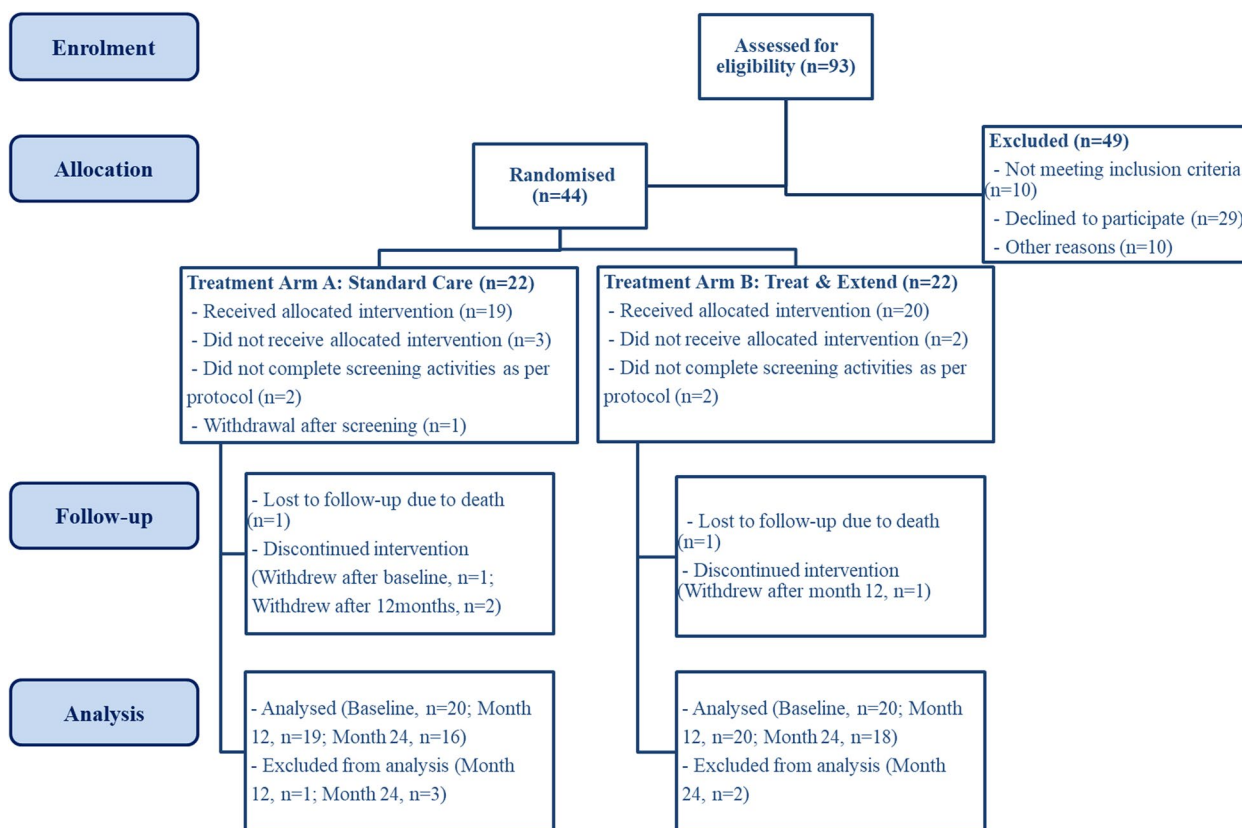 Enrolment
Assessed for
eligibility (n=93)
Allocation
Randomised
(n=44)
Excluded (n=49)
- Not meeting inclusion criteria
(n=10)
- Declined to participate (n=29)
- Other reasons (n=10)
Treatment Arm A: Standard Care (n=22)
- Received allocated intervention (n=19)
- Did not receive allocated intervention (n=3)
- Did not complete screening activities as per
protocol (n=2)
- Withdrawal after screening (n=1)
Treatment Arm B: Treat & Extend (n=22)
- Received allocated intervention (n=20)
- Did not receive allocated intervention (n=2)
- Did not complete screening activities as per
protocol (n=2)
Follow-up
- Lost to follow-up due to death
(n=1)
- Discontinued intervention
(Withdrew after baseline, n=1;
Withdrew after 12months, n=2)
- Lost to follow-up due to death
(n=1)
- Discontinued intervention
(Withdrew after month 12, n=1)
Analysis
- Analysed (Baseline, n=20; Month
12, n=19; Month 24, n=16)
- Excluded from analysis (Month
12, n=1; Month 24, n=3)
- Analysed (Baseline, n=20; Month
12, n=20; Month 24, n=18)
- Excluded from analysis (Month
24, n=2)